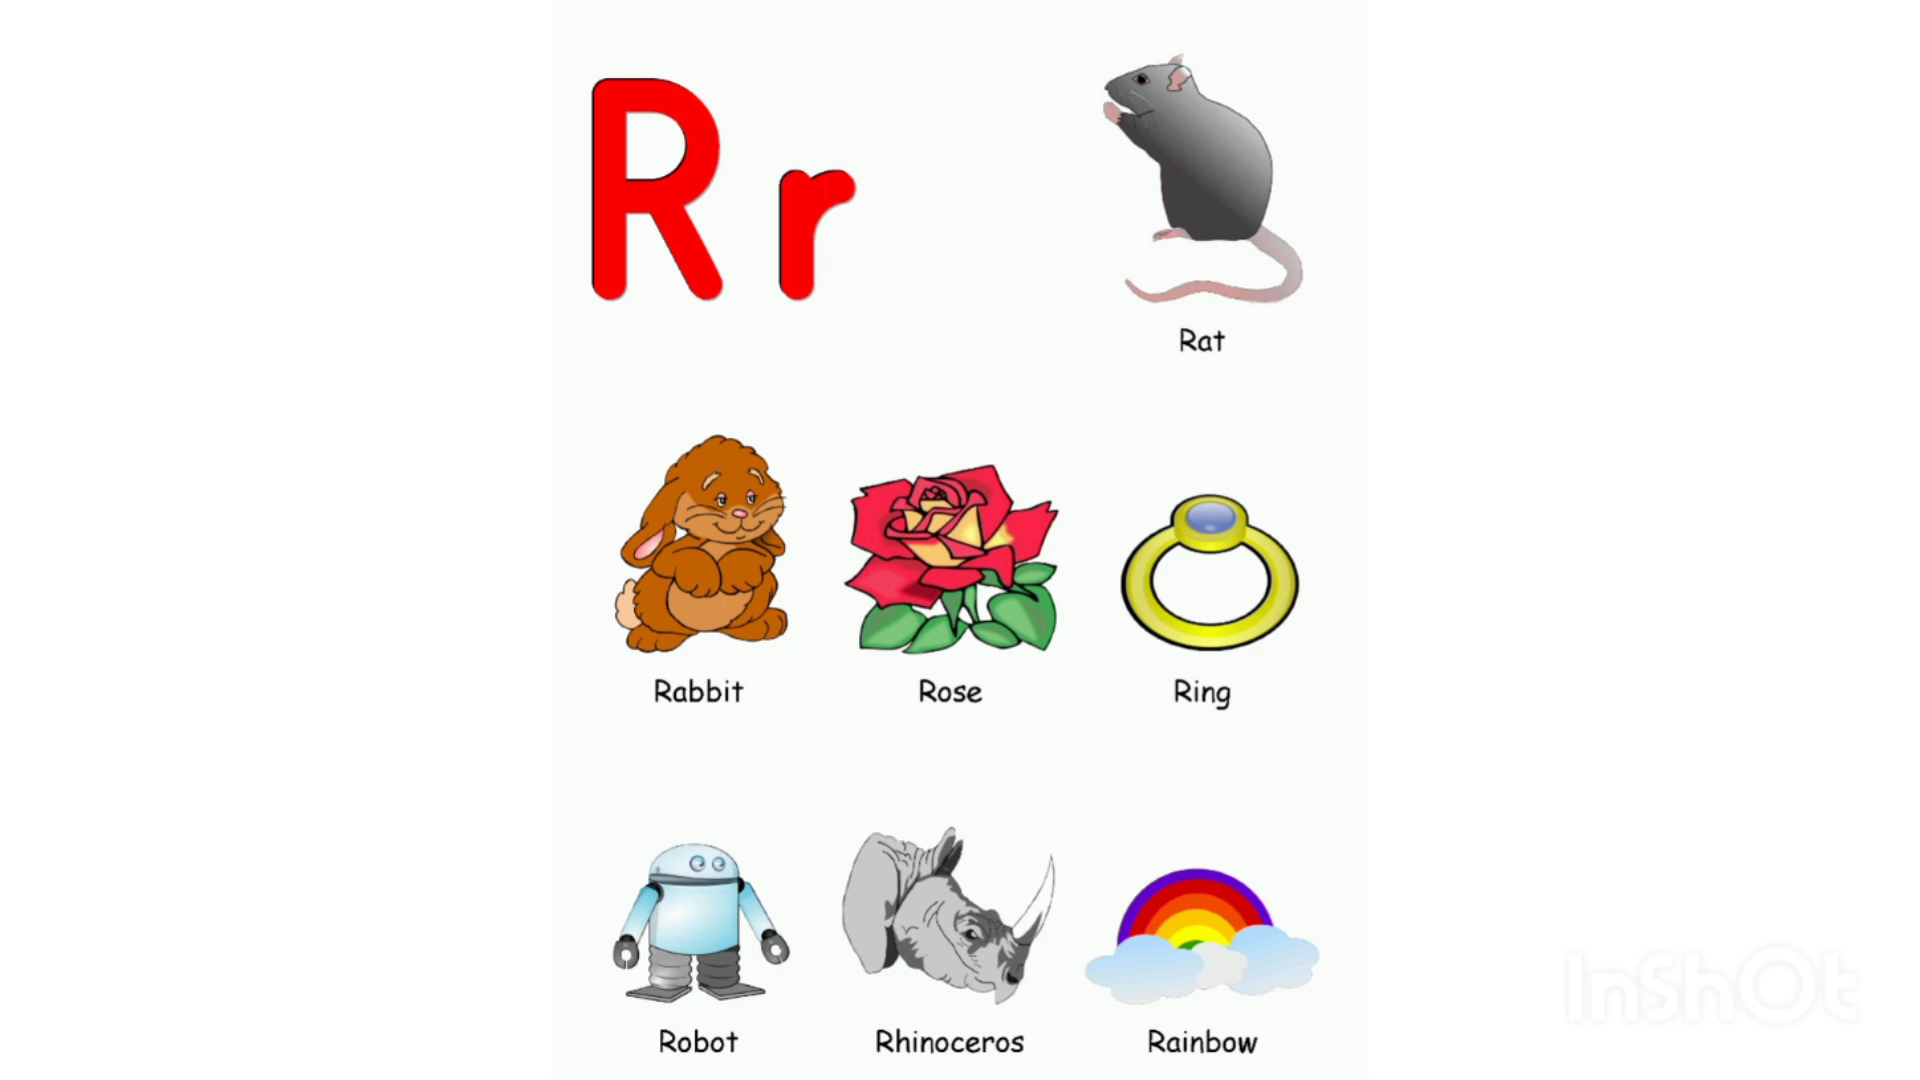 Rr
Rat
Rabbit
Rose
Ring
Robot
Rhinoceros
Rainbow
InShOt